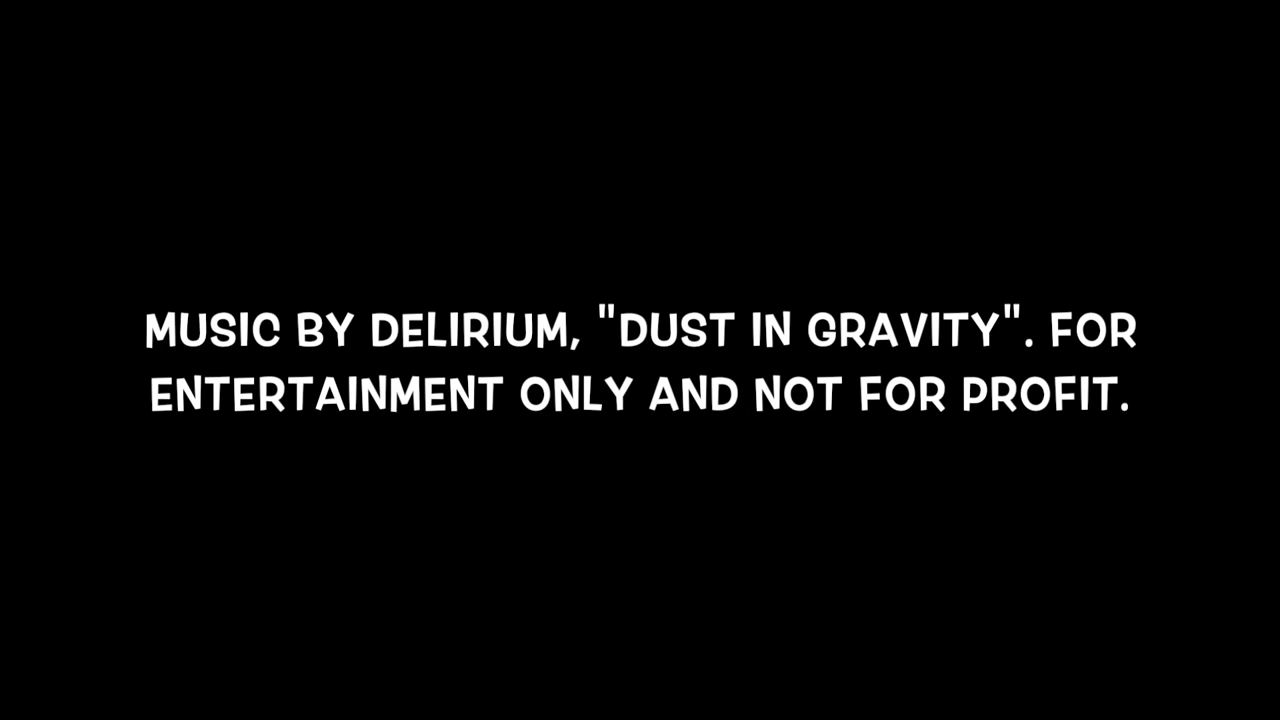 MUSIC BY DELIRIUM, "DUST IN GRAVITY". FOR
ENTERTAINMENT ONLY AND NOT FOR PROFIT.